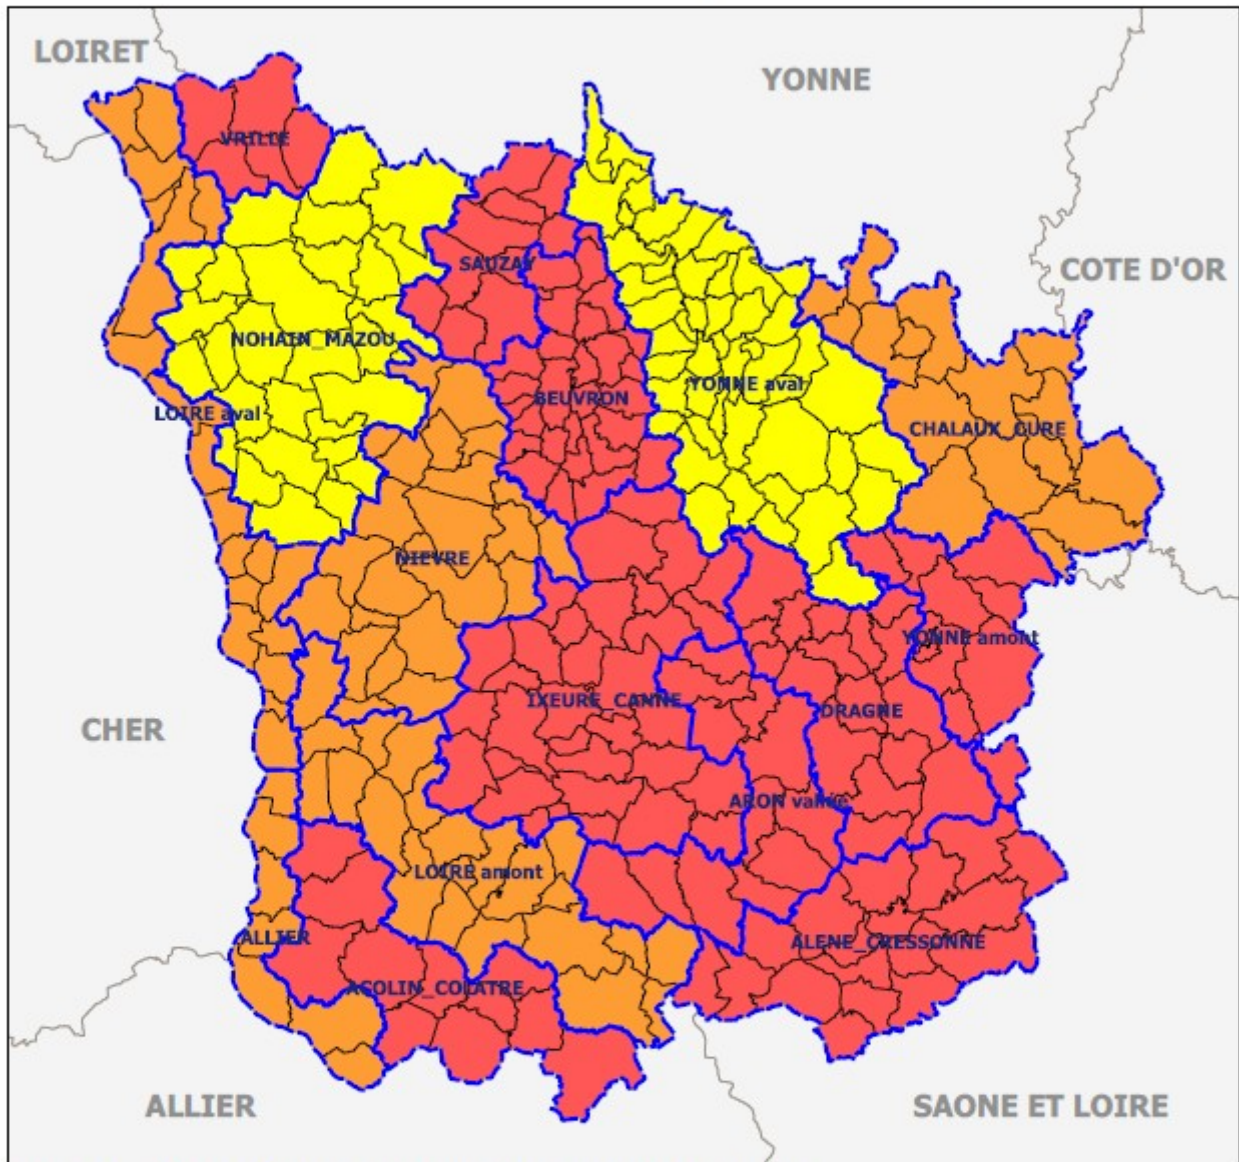 LOIRET
YONNE
VRILLE
SAUZAY
COTE D'OR
NOHAIN_MAZOU
YONNE aval
BEUVRON
LOIRE aval
CHALAUX_CURE
NIEVRE
YONNE amont
IXEURE_CANNE
DRAGNE
CHER
ARON vallée
LOIRE amont
ALLIER
ALENE_CRESSONNE
ACOLIN_COLATRE
ALLIER
SAONE ET LOIRE